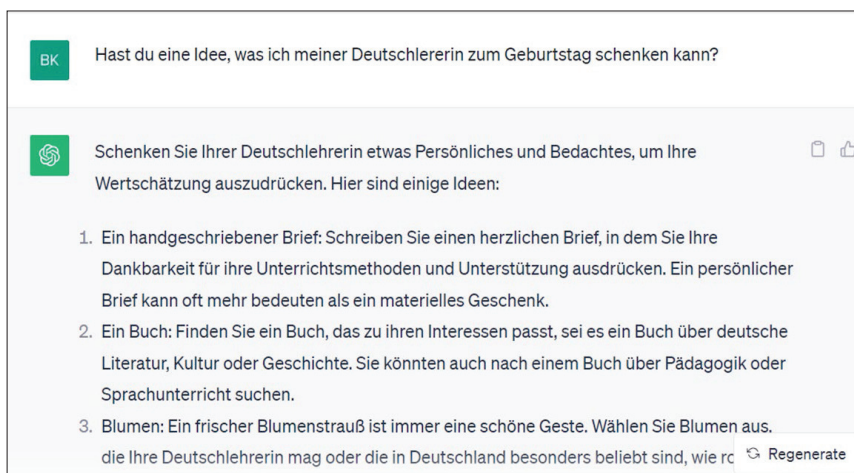 BK
Hast du eine Idee, was ich meiner Deutschlererin zum Geburtstag schenken kann?
Schenken Sie Ihrer Deutschlehrerin etwas Persönliches und Bedachtes, um Ihre
Wertschätzung auszudrücken. Hier sind einige Ideen:
1. Ein handgeschriebener Brief: Schreiben Sie einen herzlichen Brief, in dem Sie Ihre
Dankbarkeit für ihre Unterrichtsmethoden und Unterstützung ausdrücken. Ein persönlicher
Brief kann oft mehr bedeuten als ein materielles Geschenk.
2. Ein Buch: Finden Sie ein Buch, das zu ihren Interessen passt, sei es ein Buch über deutsche
Literatur, Kultur oder Geschichte. Sie könnten auch nach einem Buch über Pädagogik oder
Sprachunterricht suchen.
3. Blumen: Ein frischer Blumenstrauß ist immer eine schöne Geste. Wählen Sie Blumen aus,
die Ihre Deutschlehrerin mag oder die in Deutschland besonders beliebt sind, wie
Regenerate